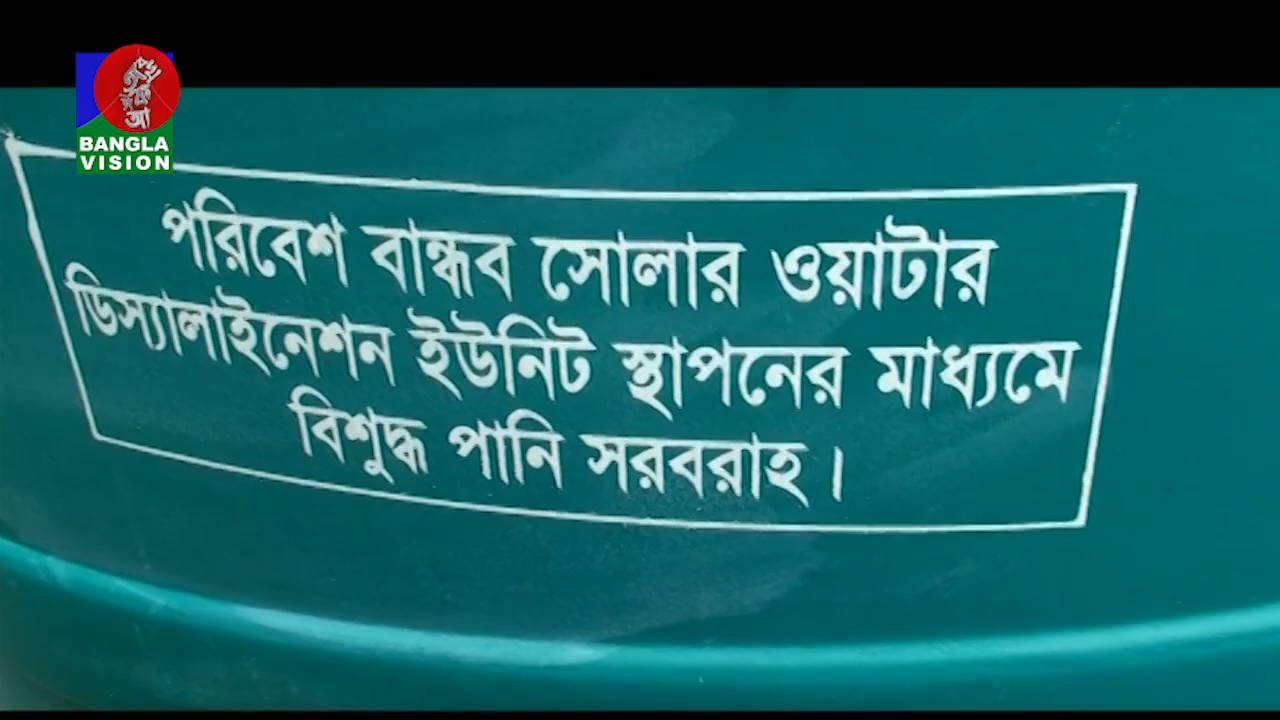 BANGLA
VISION
পরিবেশ বান্ধব সোলার ওয়াটার
ডিস্যালাইনেশন ইউনিট স্থাপনের মাধ্যমে
বিশুদ্ধ পানি সরবরাহ।